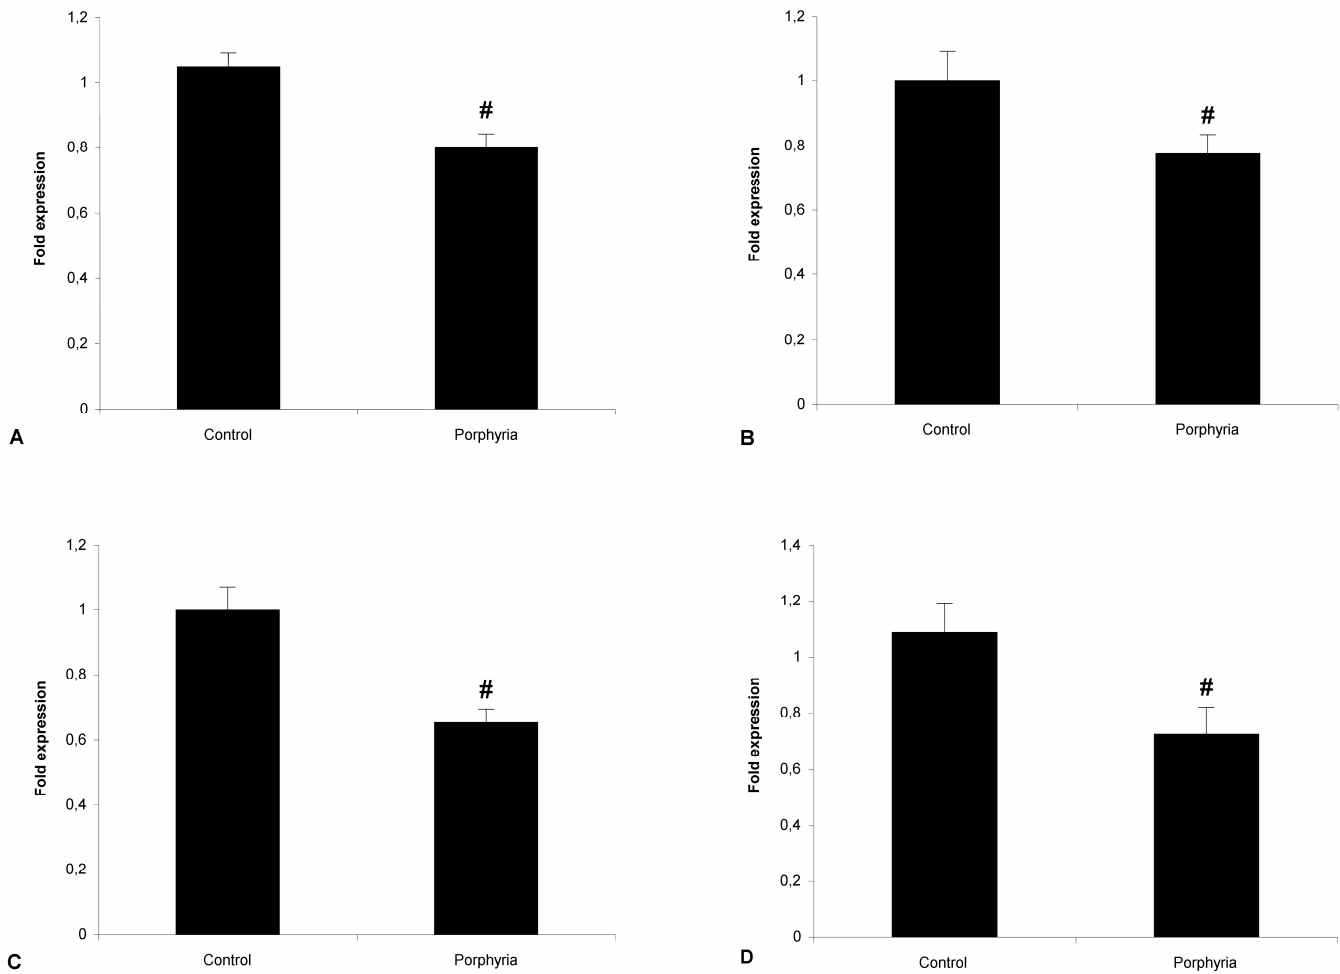 1,2
1
0,8
0,6
0,4
0,2
0
Fold expression
#
Control
Porphyria
A
1,2
1
0,8
0,6
0,4
0,2
0
Fold expression
#
Control
Porphyria
B
1,2
1
0,8
0,6
0,4
0,2
0
Fold expression
#
Control
Porphyria
C
1,4
1,2
1
0,8
0,6
0,4
0,2
0
Fold expression
#
Control
Porphyria
D